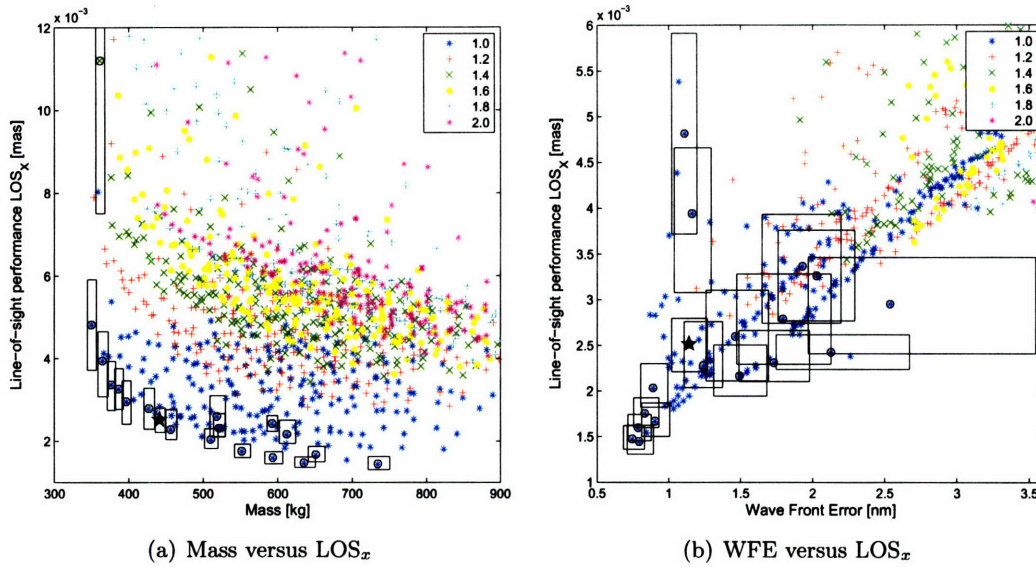 x 10⁻³
12
10
8
6
4
2
Line-of-sight performance LOSₓ [mas]
300 400 500 600 700 800 900
Mass [kg]
1.0
1.2
1.4
1.6
1.8
2.0
(a) Mass versus LOSₓ
x 10⁻³
6
5.5
5
4.5
4
3.5
3
2.5
2
1.5
1
Line-of-sight performance LOSₓ [mas]
0.5 1 1.5 2 2.5 3 3.5
Wave Front Error [nm]
1.0
1.2
1.4
1.6
1.8
2.0
(b) WFE versus LOSₓ